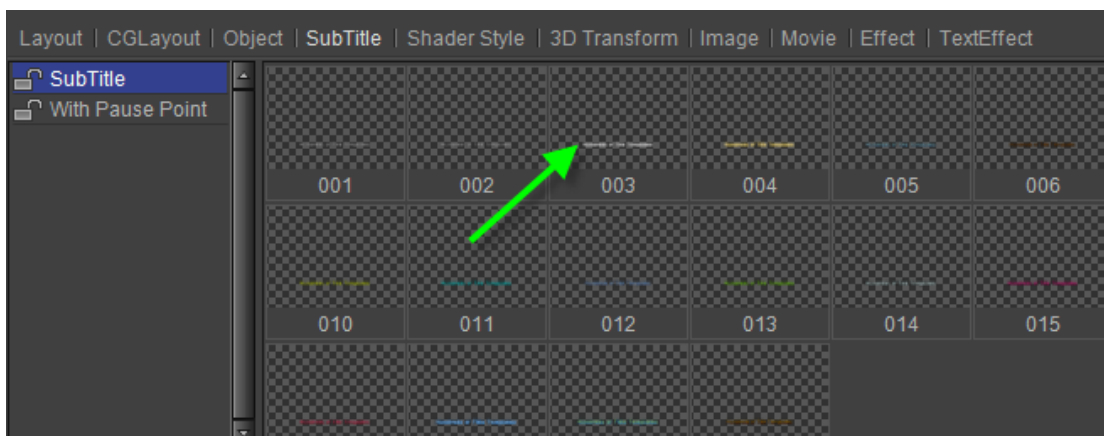 Layout | CGLayout | Object | SubTitle | Shader Style | 3D Transform | Image | Movie | Effect | TextEffect
SubTitle
With Pause Point
001 002 003 004 005 006
010 011 012 013 014 015